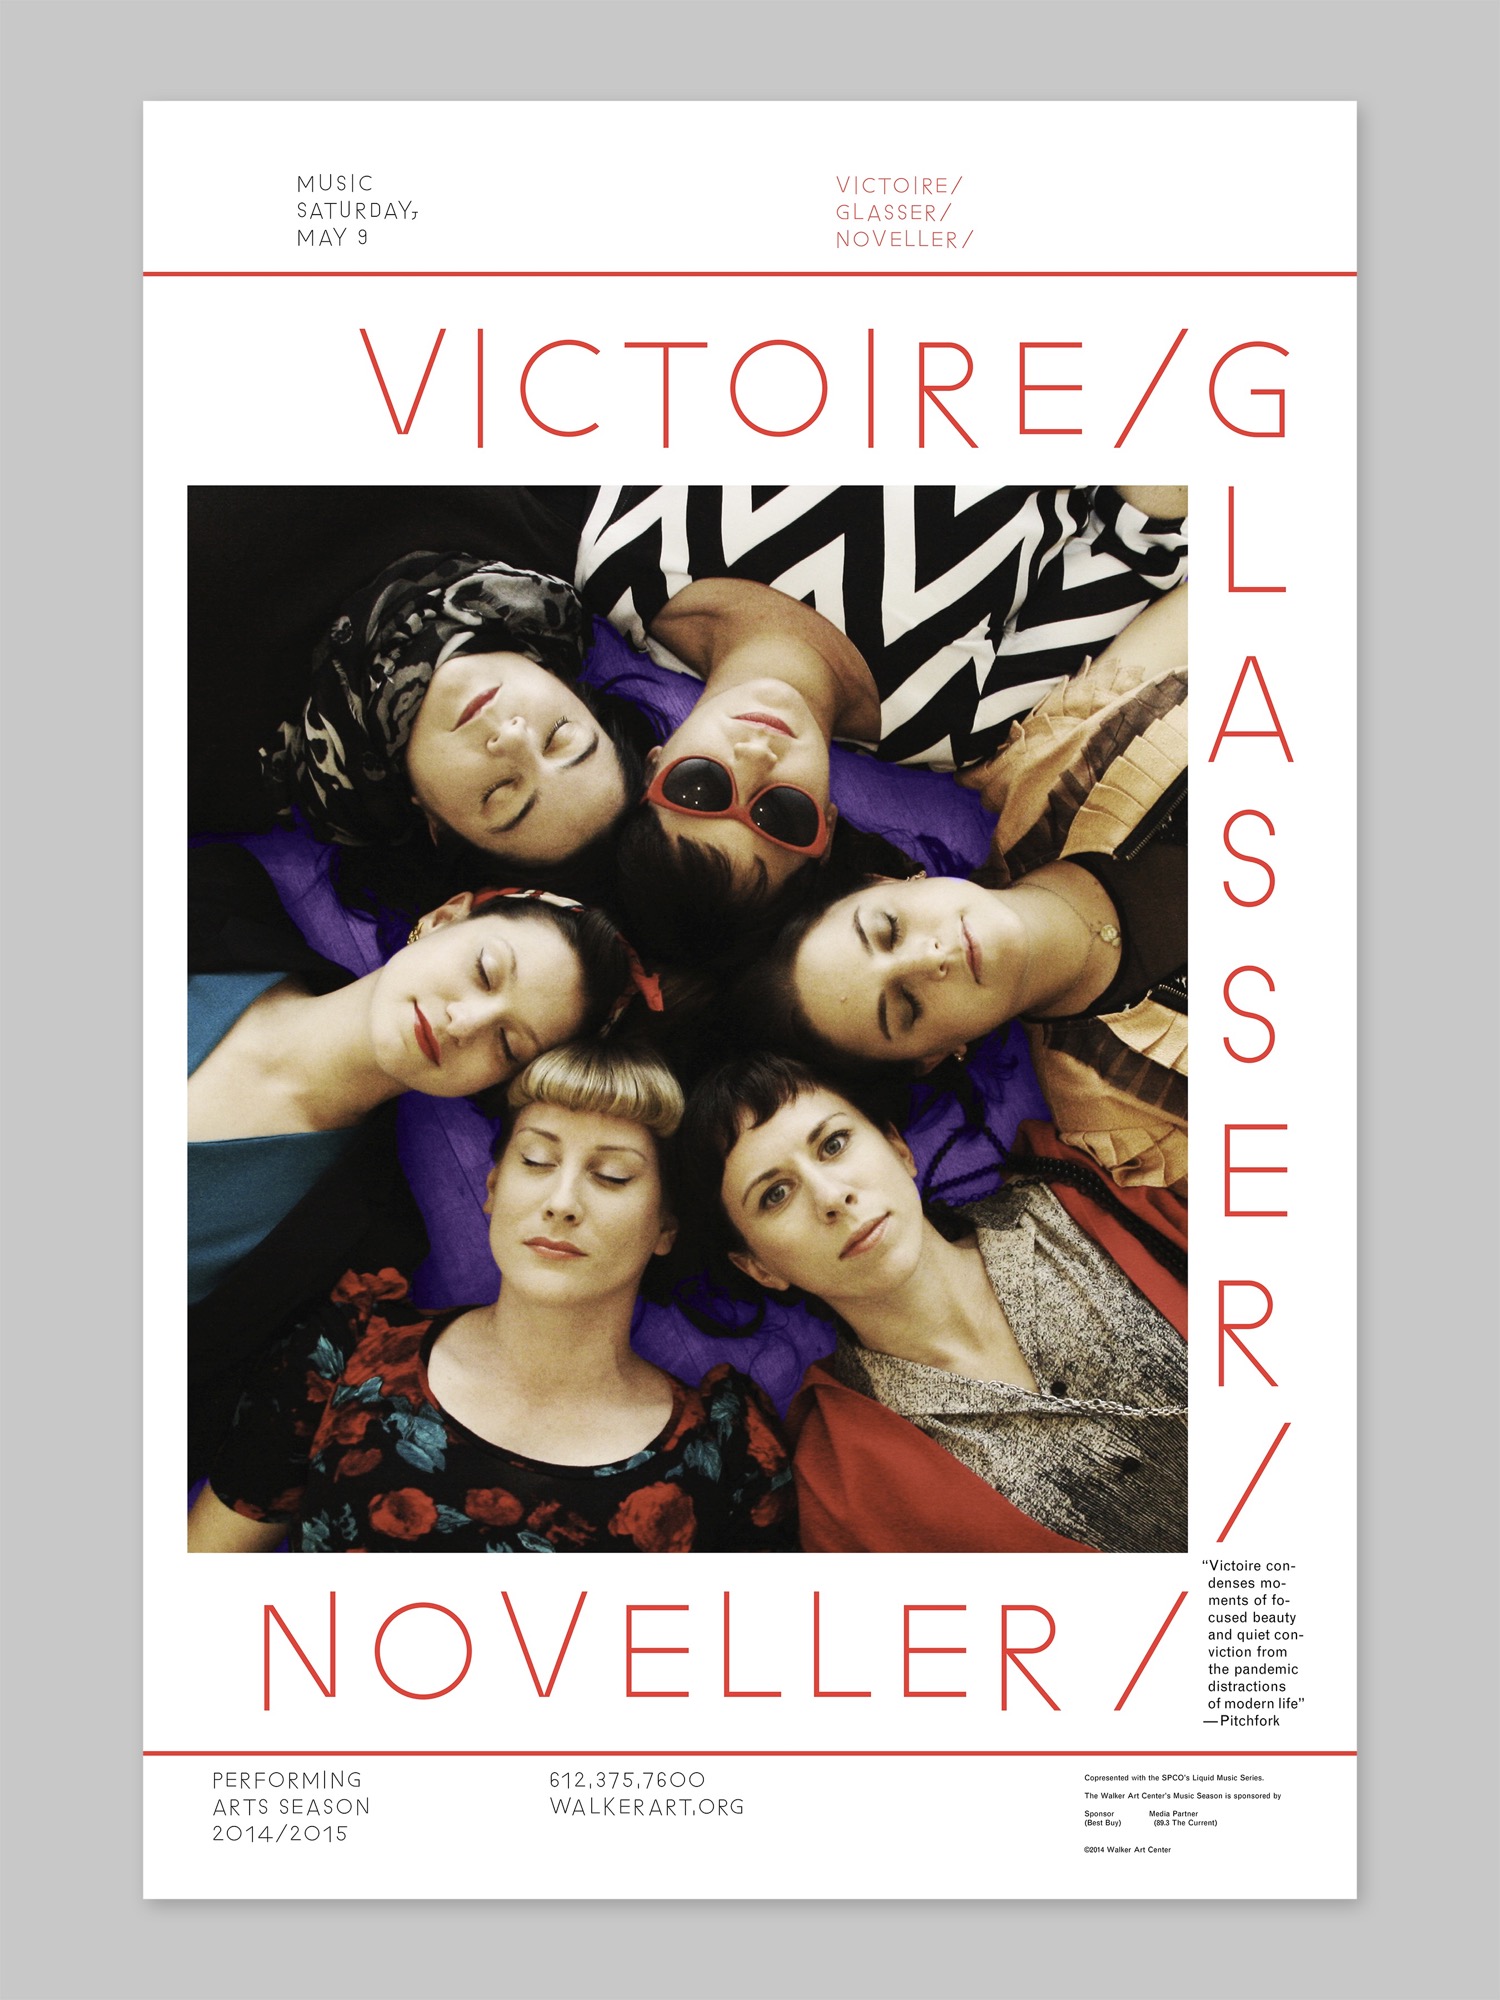 MUSIC
SATURDAY,
MAY 9
VICTOIRE/
GLASSER/
NOVELLER/
VICTOIRE/GLASSER/
NOVELLER/
“Victoire con-
denses mo-
ments of fo-
cused beauty
and quiet con-
viction from
the pandemic
distractions
of modern life”
—Pitchfork
PERFORMING
ARTS SEASON
2014/2015
612.375.7600
WALKERART.ORG
Copresented with the SPCO's Liquid Music Series.
The Walker Art Center's Music Season is sponsored by
Sponsor Media Partner
(Best Buy) (89.3 The Current)
©2014 Walker Art Center